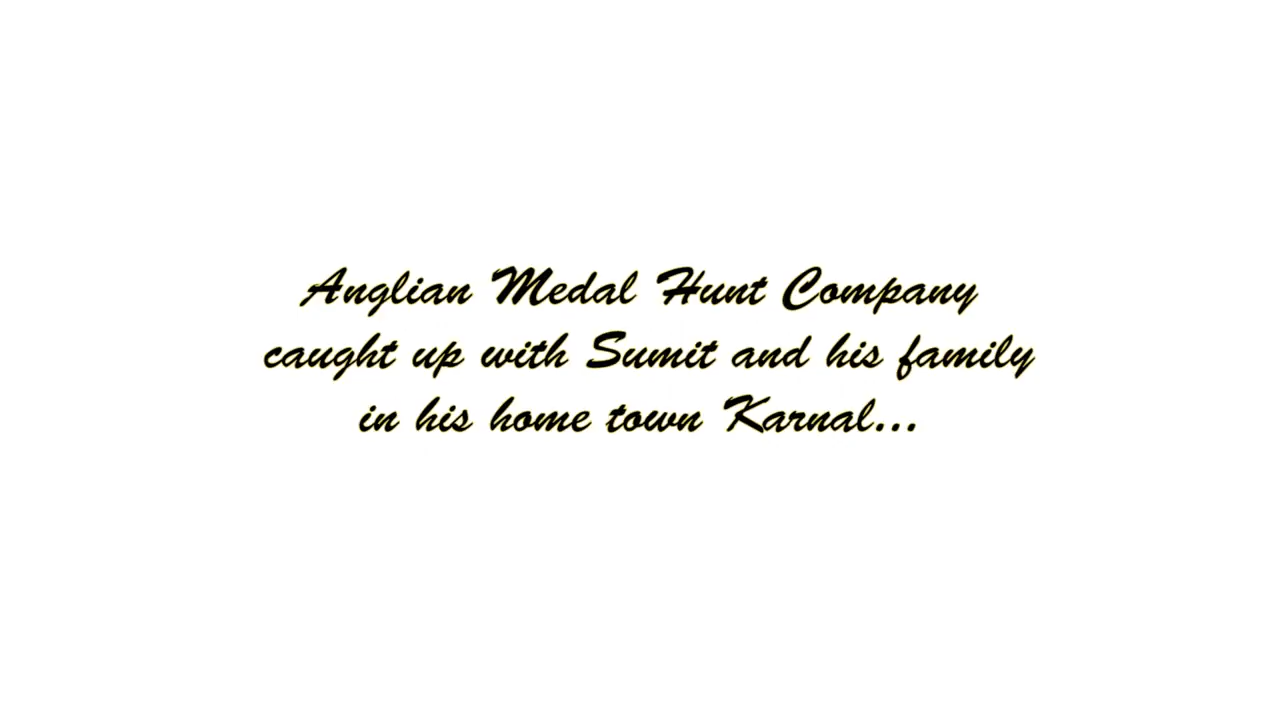 Anglian Medal Hunt Company
caught up with Sumit and his family
in his home town Karnal...